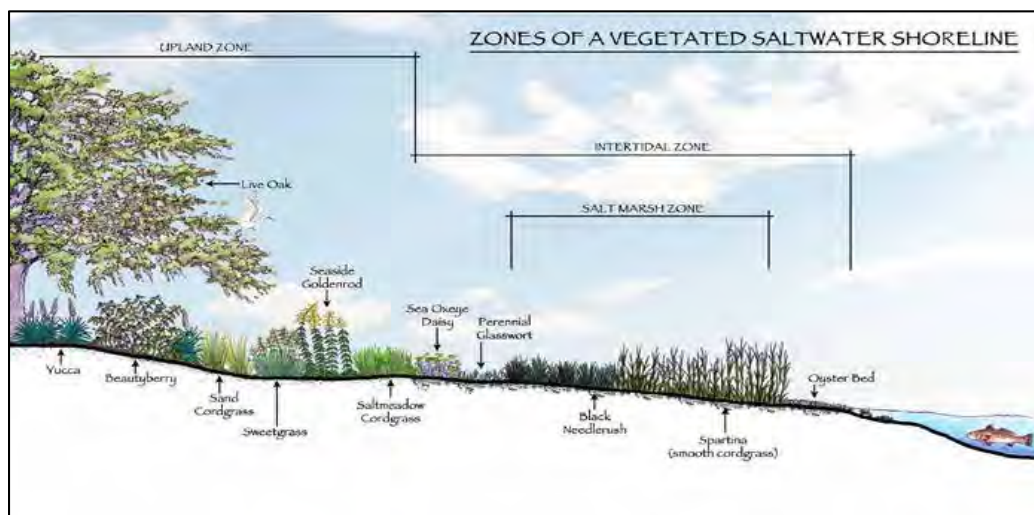 UPLAND ZONE
ZONES OF A VEGETATED SALTWATER SHORELINE
INTERTIDAL ZONE
Live Oak
SALT MARSH ZONE
Seaside
Goldenrod
Sea Oxeye
Daisy
Perennial
Glasswort
Yucca
Beautyberry
Sand
Cordgrass
Sweetgrass
Saltmeadow
Cordgrass
Black
Needlerush
Spartina
(smooth cordgrass)
Oyster Bed